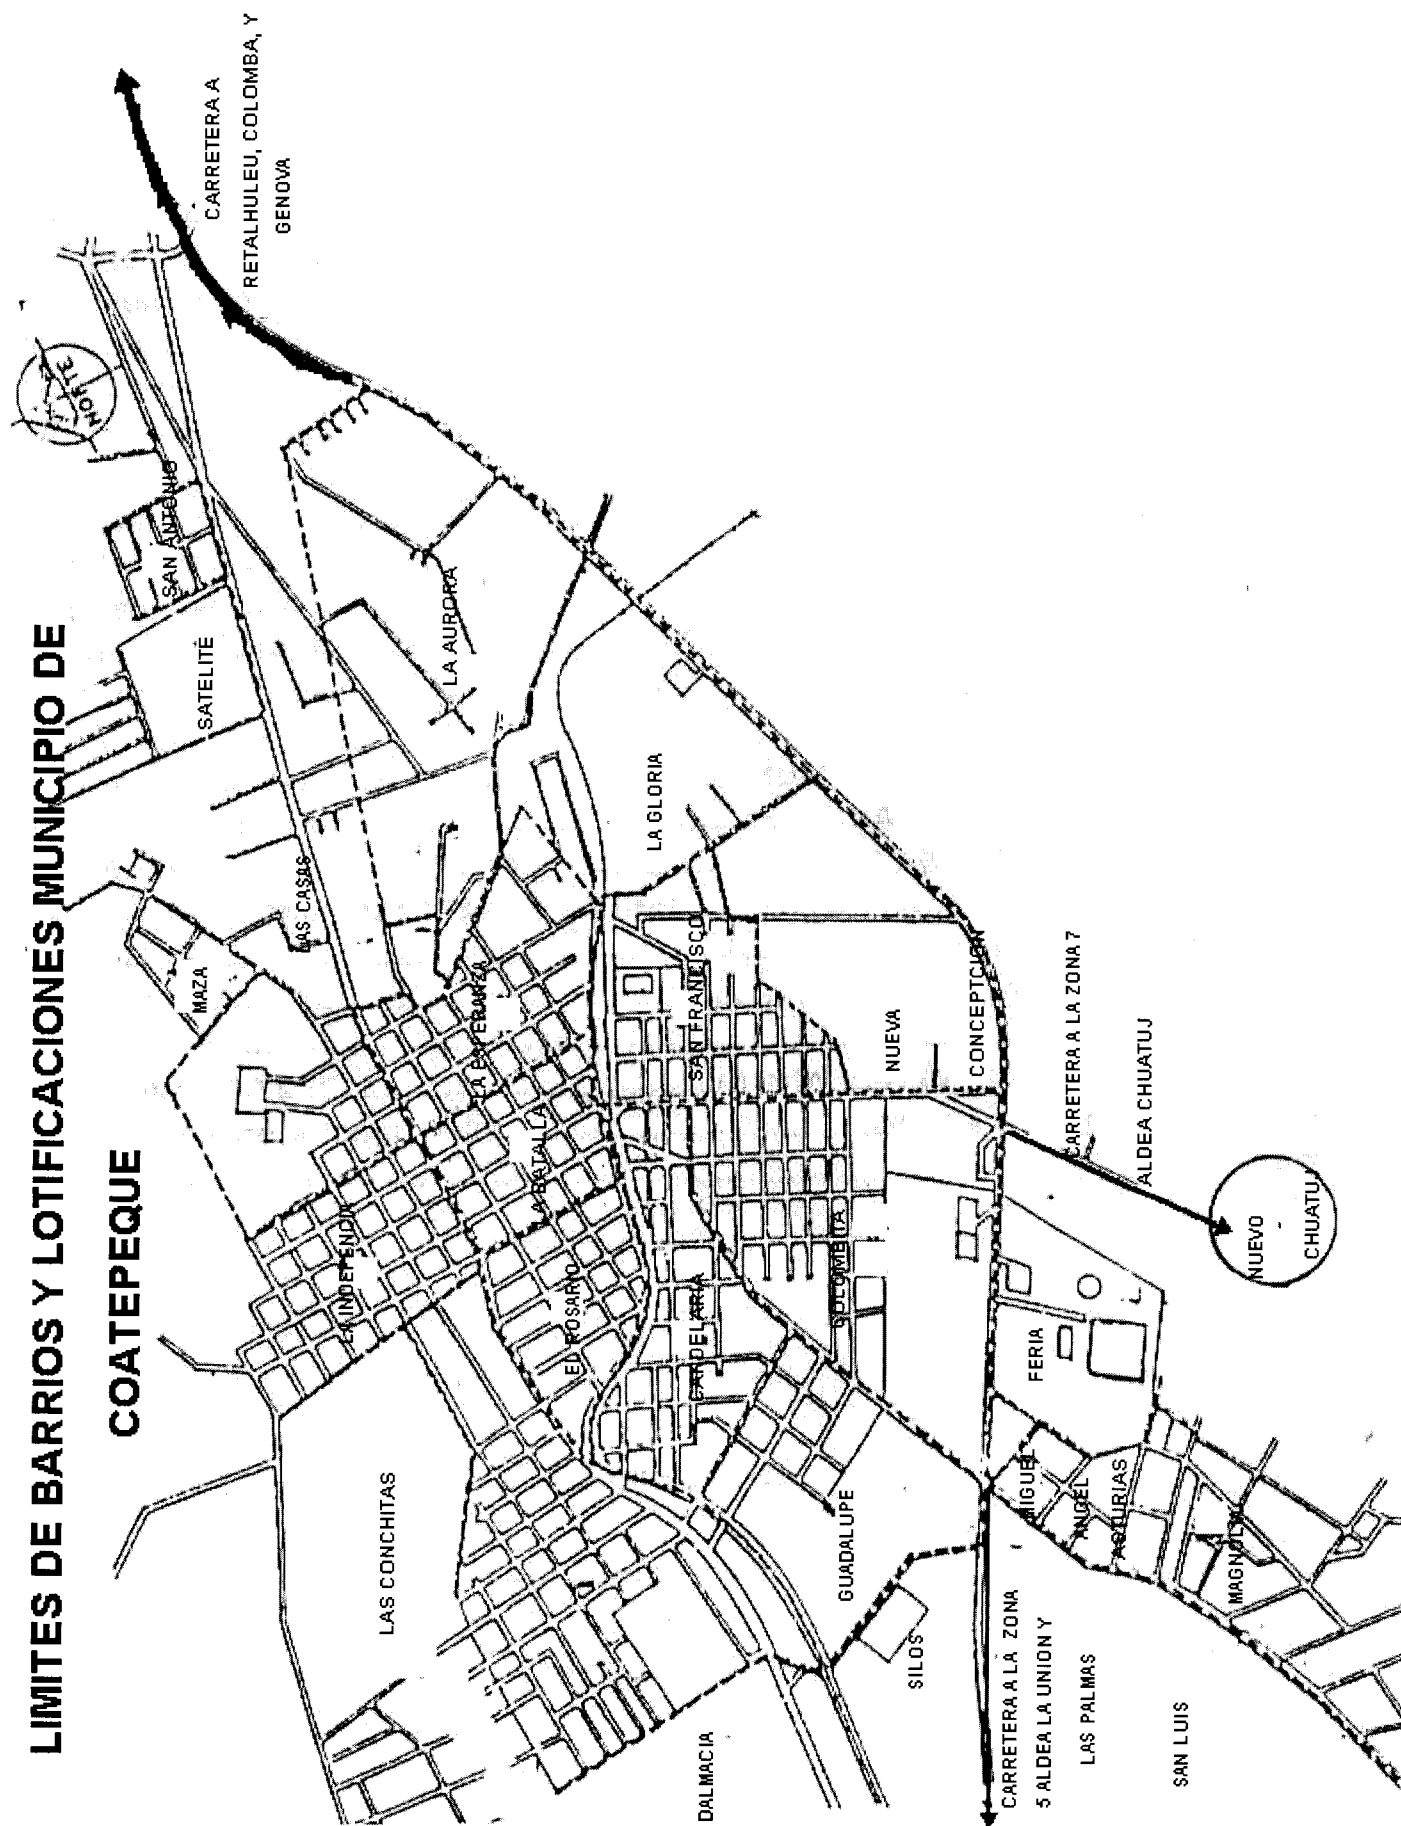 LIMITES DE BARRIOS Y LOTIFICACIONES MUNICIPIO DE
COATEPEQUE
NORTE
CARRETERA A
RETALHULEU, COLOMBA, Y
GENOVA
SAN ANTONIO
SATELITE
LA AURORA
LAS CASAS
MAZA
LA GLORIA
LA ESPERANZA
SAN FRANCISCO
NUEVA
CONCEPTCION
LA BATALLA
LA INDEPENDCIA
EL ROSARIO
CANDELARIA
COLOMBITA
CARRETERA A LA ZONA 7
ALDEA CHUATUJ
NUEVO
CHUATUJ
FERIA
LAS CONCHITAS
GUADALUPE
MIGUEL
ANGEL
ASTURIAS
MAGNOLIA
SILOS
DALMACIA
CARRETERA A LA ZONA
5 ALDEA LA UNION Y
LAS PALMAS
SAN LUIS